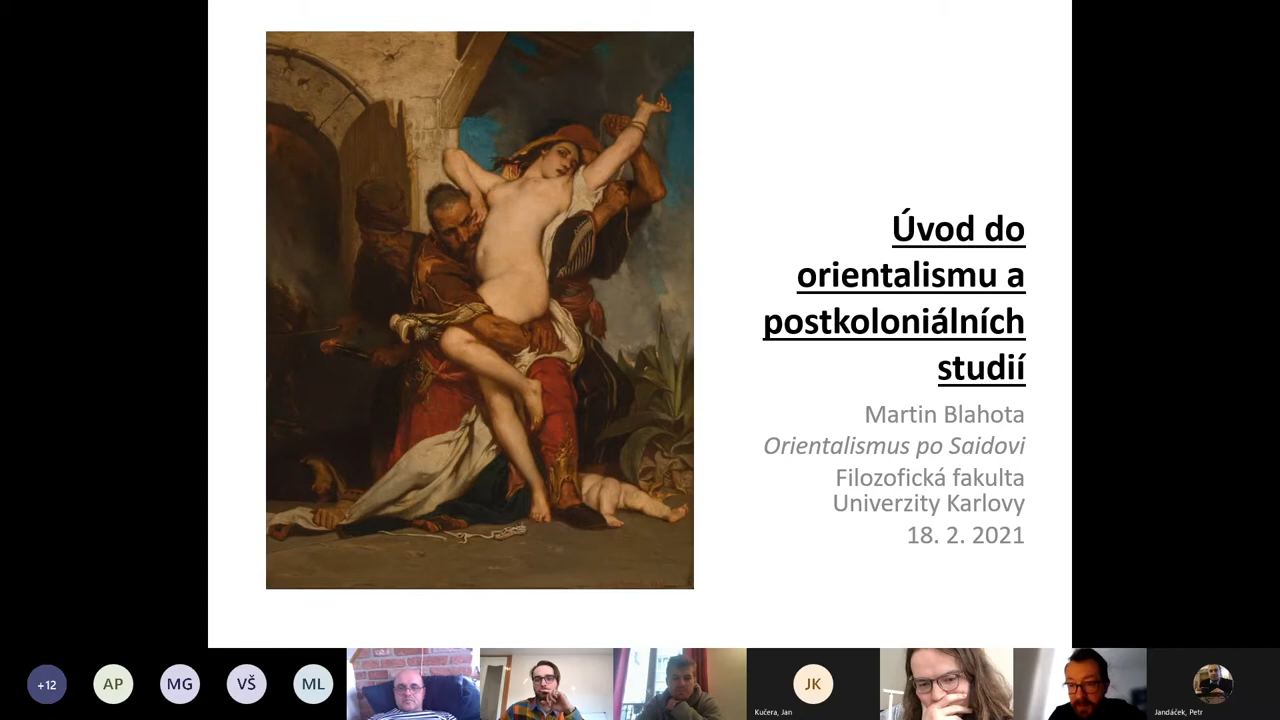 Úvod do
orientalismu a
postkoloniálních
studií
Martin Blahota
Orientalismus po Saidovi
Filozofická fakulta
Univerzity Karlovy
18. 2. 2021
+12
AP
MG
VŠ
ML
JK
Kučera, Jan
Jandáček, Petr